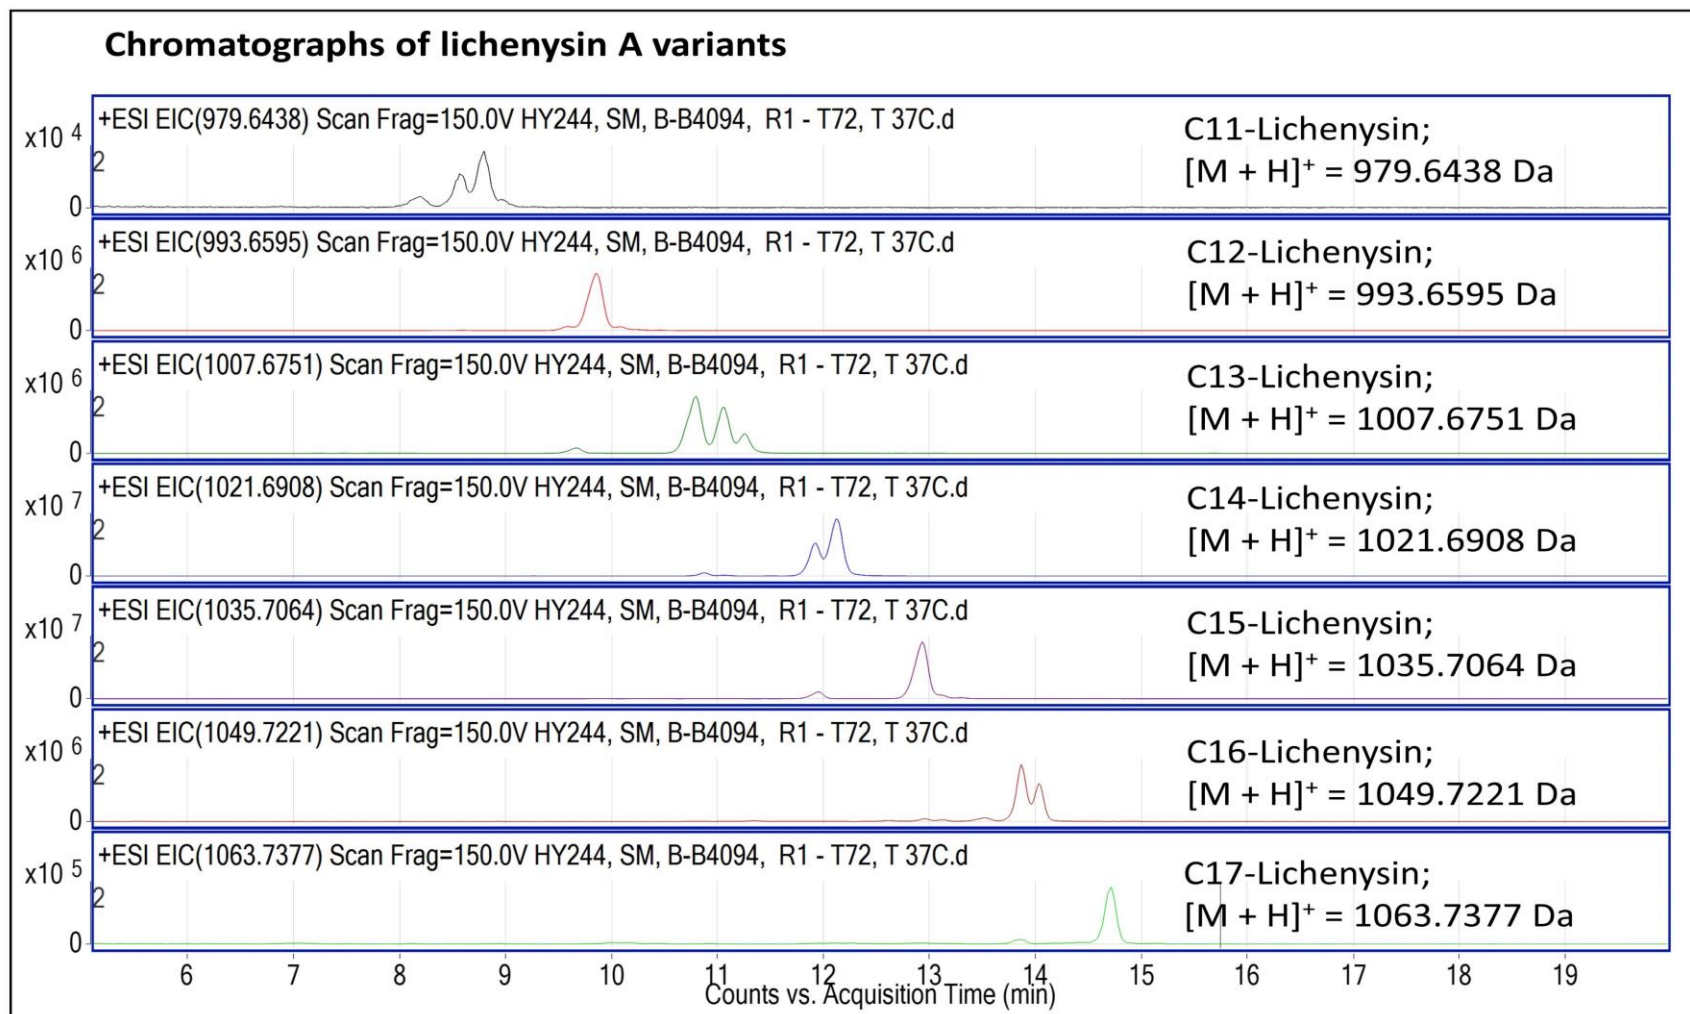 Chromatographs of lichenysin A variants
+ESI EIC(979.6438) Scan Frag=150.0V HY244, SM, B-B4094, R1 - T72, T 37C.d
x10 4
2
0
C11-Lichenysin;
[M + H]+ = 979.6438 Da
+ESI EIC(993.6595) Scan Frag=150.0V HY244, SM, B-B4094, R1 - T72, T 37C.d
x10 6
2
0
C12-Lichenysin;
[M + H]+ = 993.6595 Da
+ESI EIC(1007.6751) Scan Frag=150.0V HY244, SM, B-B4094, R1 - T72, T 37C.d
x10 6
2
0
C13-Lichenysin;
[M + H]+ = 1007.6751 Da
+ESI EIC(1021.6908) Scan Frag=150.0V HY244, SM, B-B4094, R1 - T72, T 37C.d
x10 7
2
0
C14-Lichenysin;
[M + H]+ = 1021.6908 Da
+ESI EIC(1035.7064) Scan Frag=150.0V HY244, SM, B-B4094, R1 - T72, T 37C.d
x10 7
2
0
C15-Lichenysin;
[M + H]+ = 1035.7064 Da
+ESI EIC(1049.7221) Scan Frag=150.0V HY244, SM, B-B4094, R1 - T72, T 37C.d
x10 6
2
0
C16-Lichenysin;
[M + H]+ = 1049.7221 Da
+ESI EIC(1063.7377) Scan Frag=150.0V HY244, SM, B-B4094, R1 - T72, T 37C.d
x10 5
2
0
C17-Lichenysin;
[M + H]+ = 1063.7377 Da
6 7 8 9 10 11 12 13 14 15 16 17 18 19
Counts vs. Acquisition Time (min)